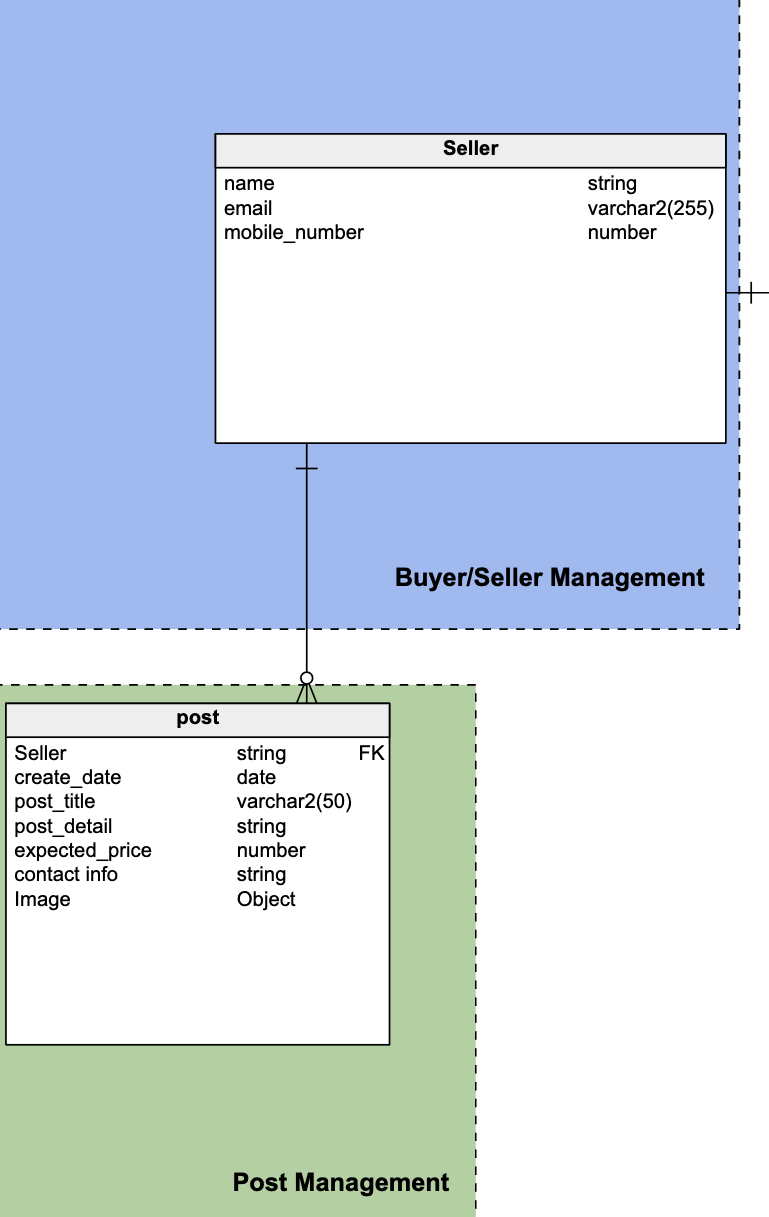 Seller
name string
email varchar2(255)
mobile_number number
Buyer/Seller Management
post
Seller string FK
create_date date
post_title varchar2(50)
post_detail string
expected_price number
contact info string
Image Object
Post Management